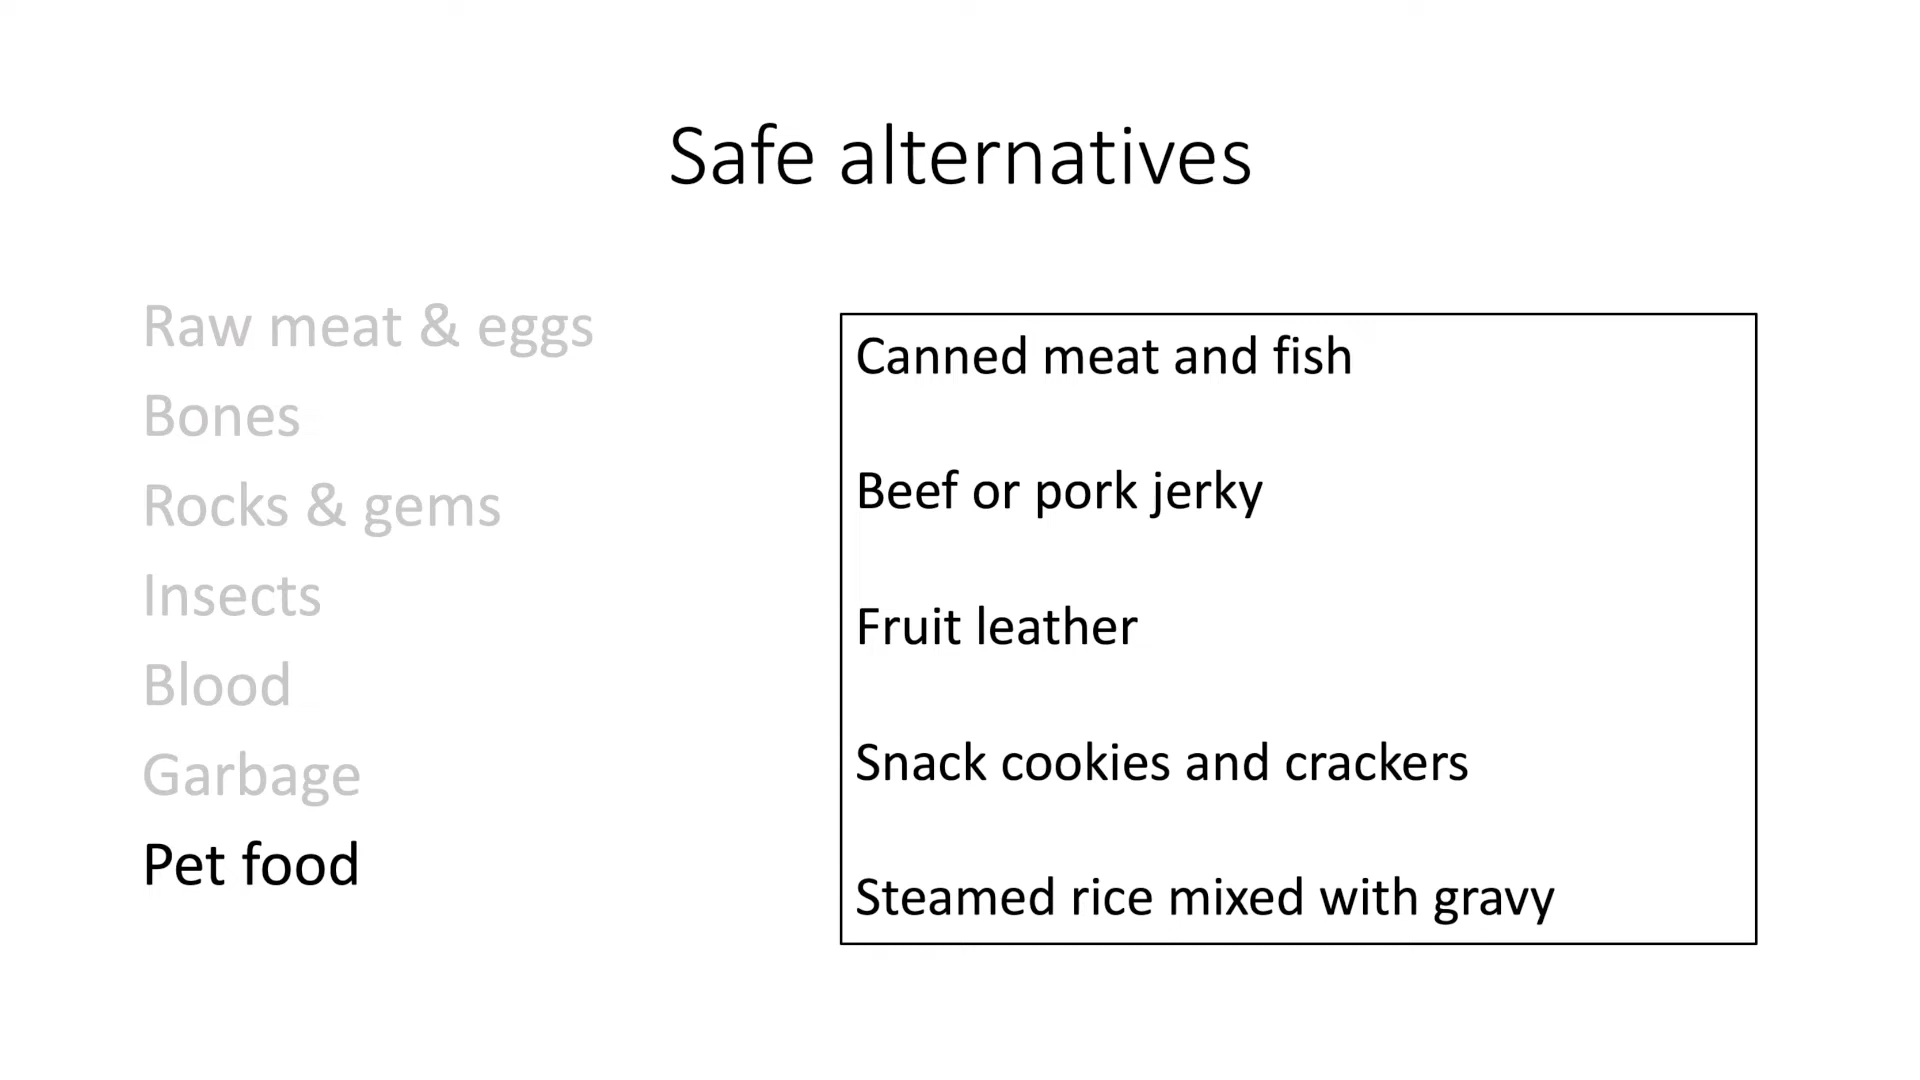 Safe alternatives
Raw meat & eggs
Bones
Rocks & gems
Insects
Blood
Garbage
Pet food
Canned meat and fish
Beef or pork jerky
Fruit leather
Snack cookies and crackers
Steamed rice mixed with gravy